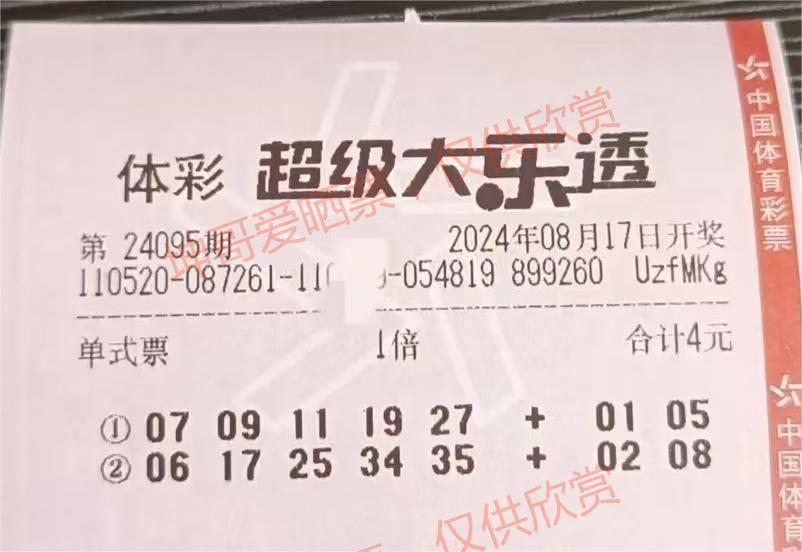 体彩 超级大乐透
第 24095期 2024年08月17日开奖
110520-087261-110 9-054819 899260 UzfMKg
单式票 1倍 合计4元
① 07 09 11 19 27 + 01 05
② 06 17 25 34 35 + 02 08
中国体育彩票
中国体育
哥爱晒票 仅供欣赏
仅供欣赏